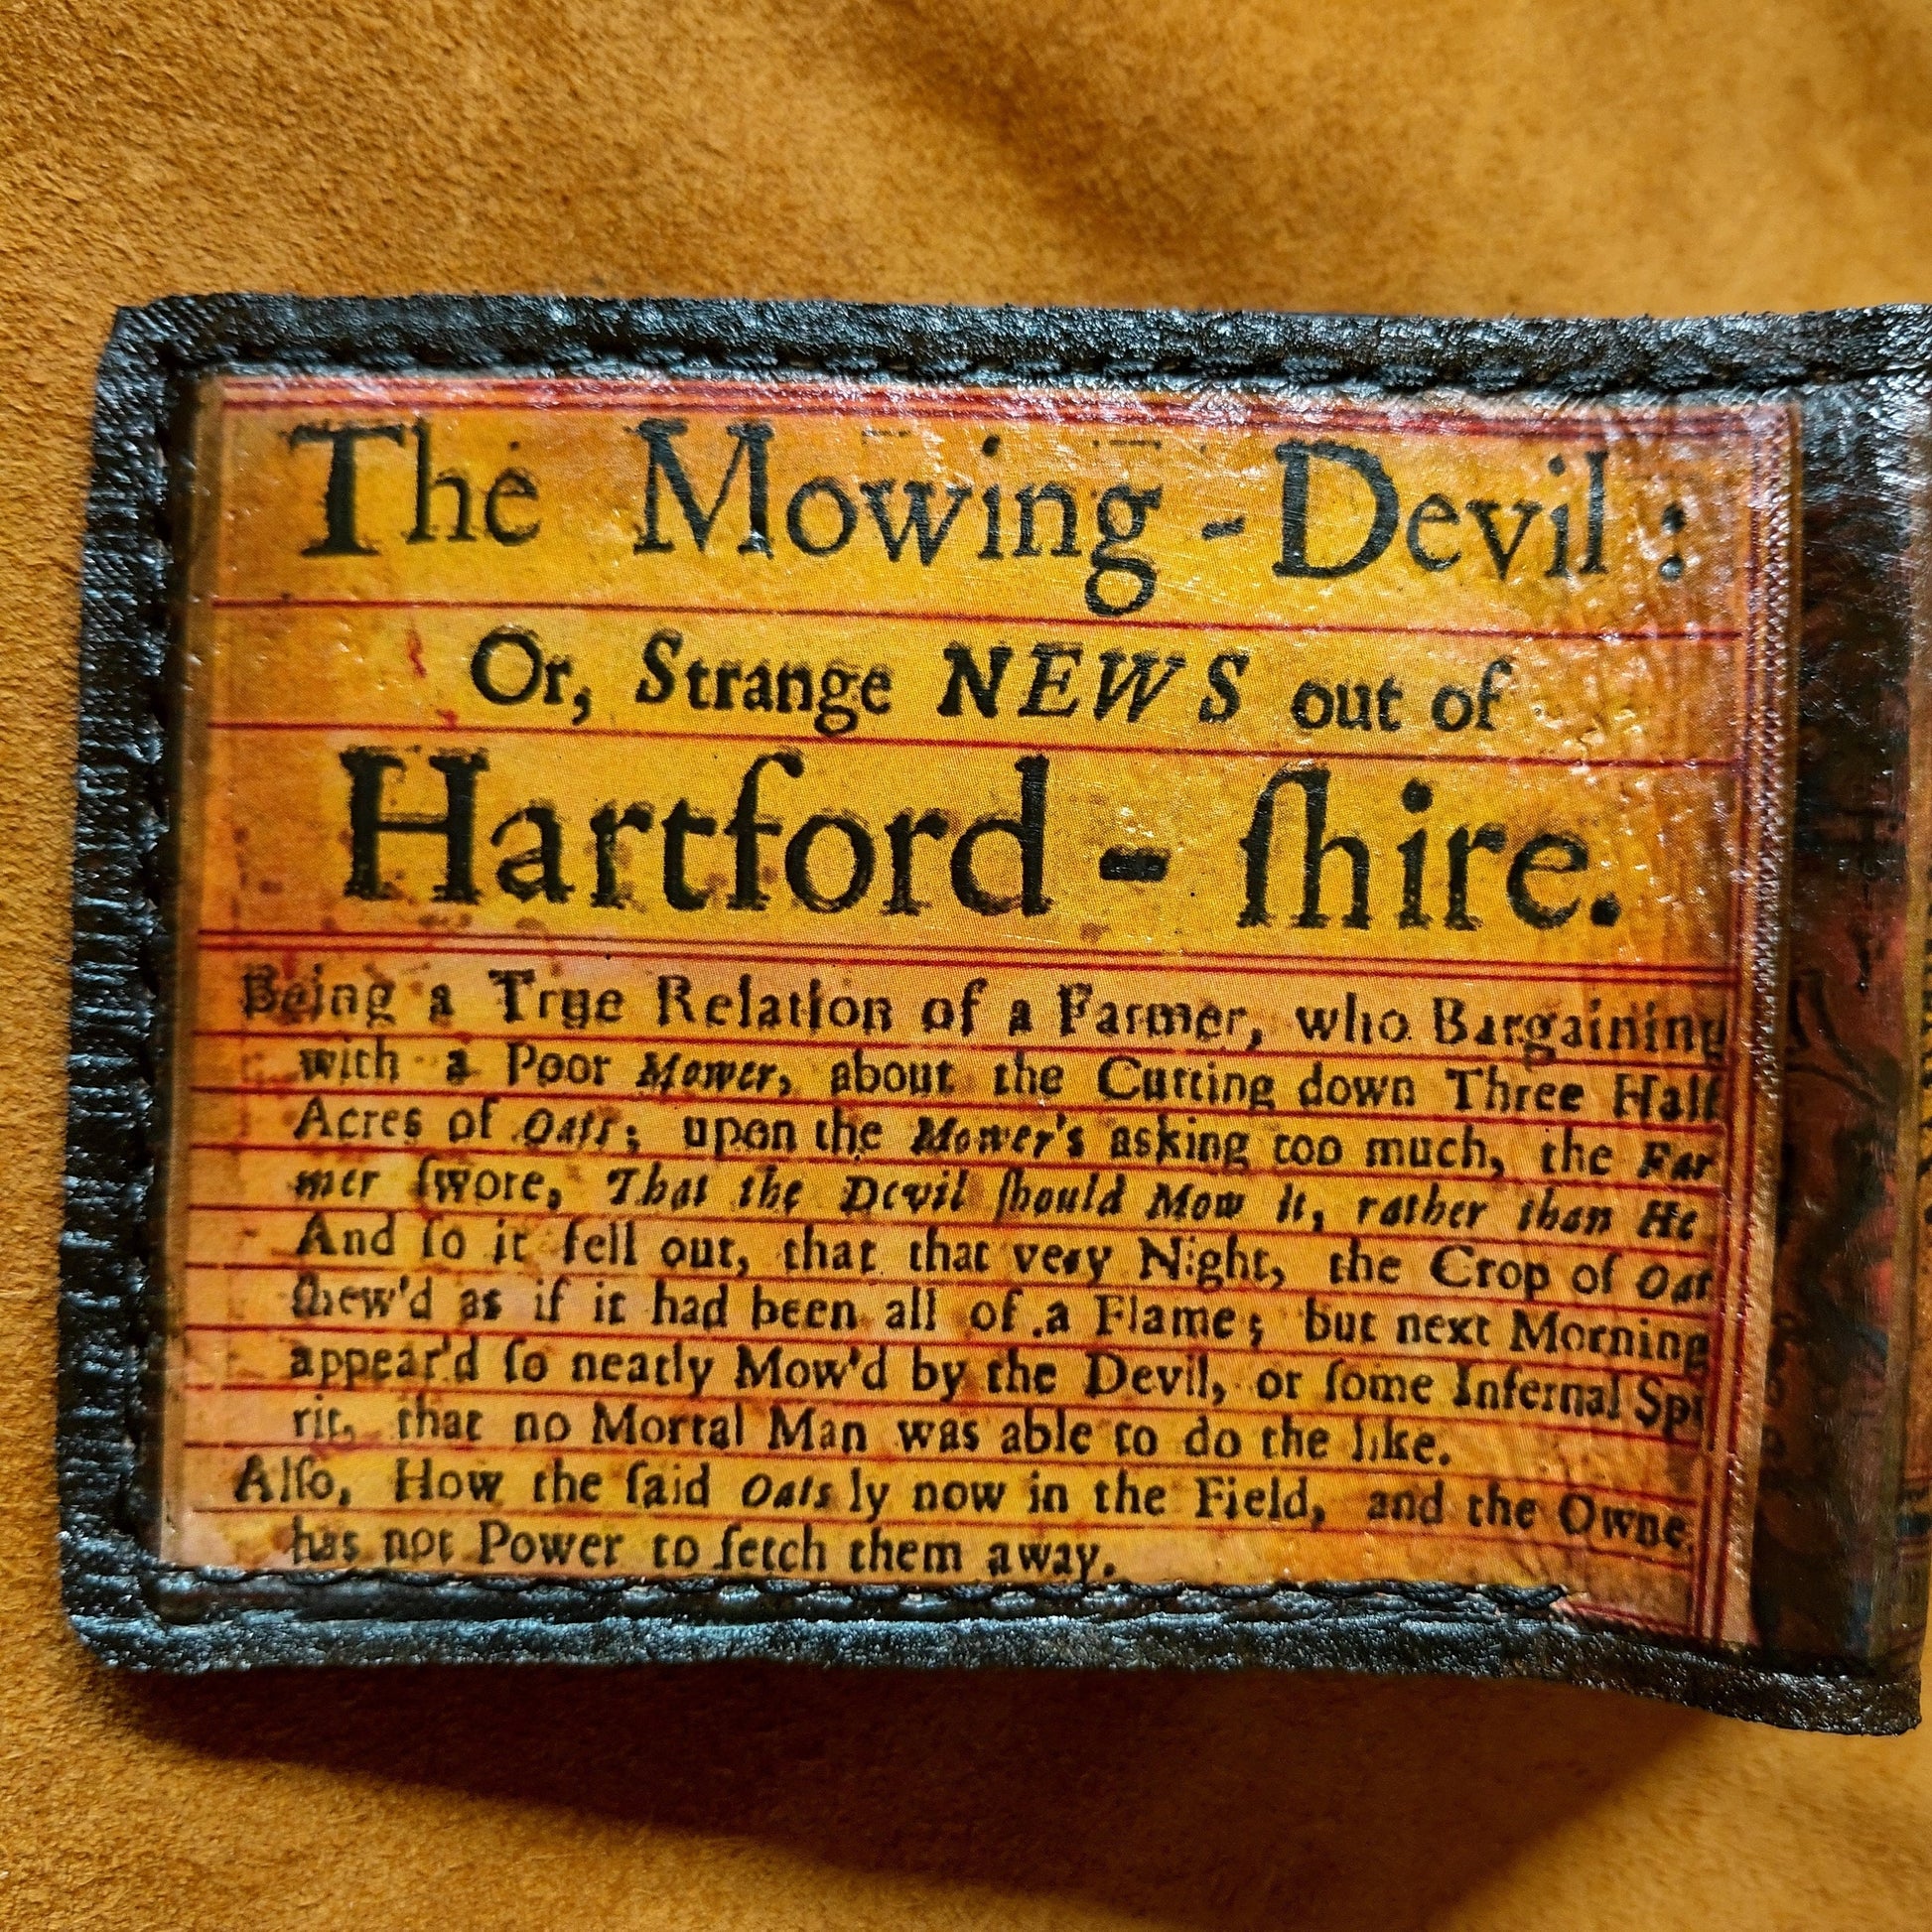 The Mowing-Devil:
Or, Strange NEWS out of
Hartford-ſhire.
Being a True Relation of a Farmer, who Bargaining
with a Poor Mower, about the Cutting down Three Half
Acres of Oats; upon the Mower's asking too much, the Far
mer ſwore, That the Devil ſhould Mow it, rather than He
And ſo it fell out, that that very Night, the Crop of Oat
ſhew'd as if it had been all of a Flame; but next Morning
appear'd ſo neatly Mow'd by the Devil, or ſome Infernal Spi
rit, that no Mortal Man was able to do the like.
Alſo, How the ſaid Oats ly now in the Field, and the Owne
has not Power to fetch them away.